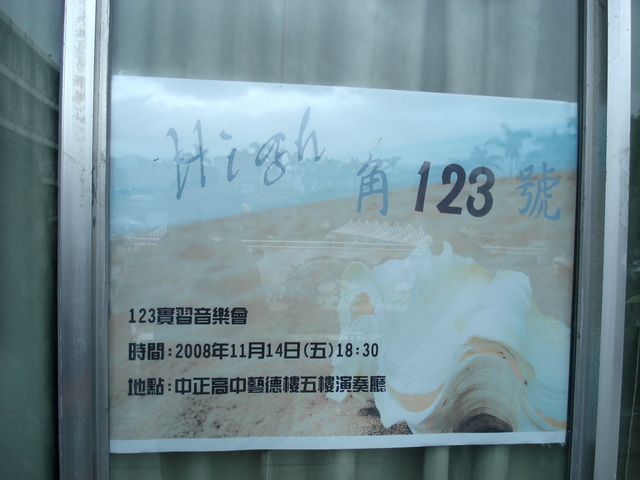 High 角 123 號
123實習音樂會
時間:2008年11月14日(五)18:30
地點:中正高中藝德樓五樓演奏廳